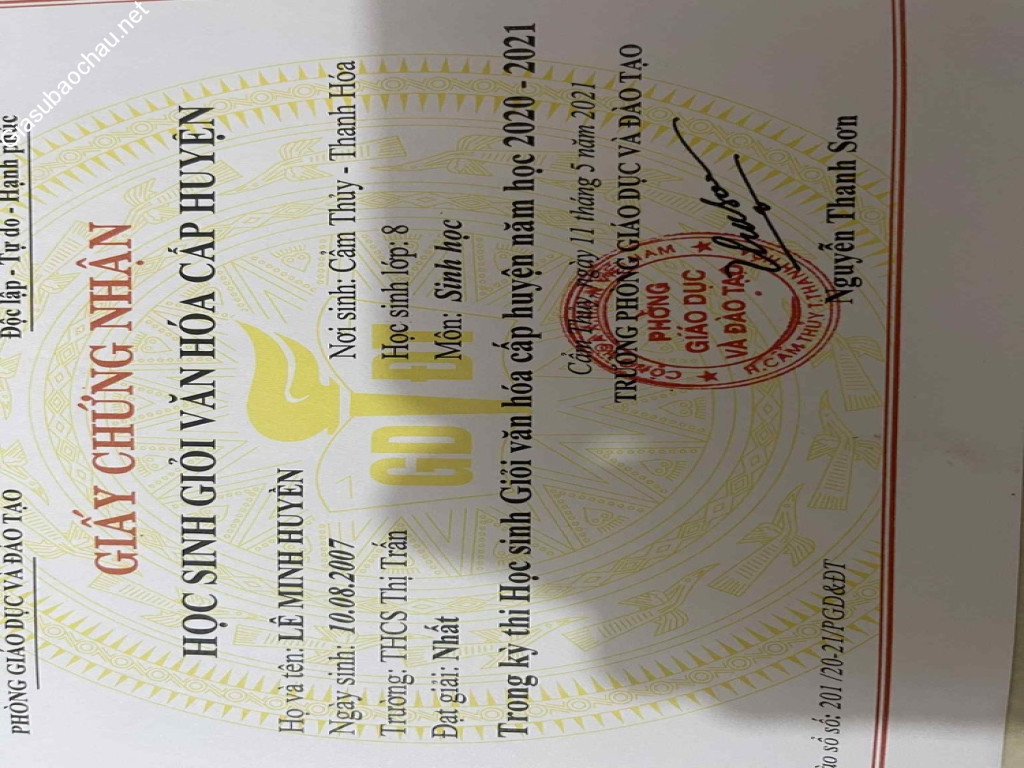 PHÒNG GIÁO DỤC VÀ ĐÀO TẠO
Độc lập - Tự do - Hạnh phúc
GIẤY CHỨNG NHẬN
HỌC SINH GIỎI VĂN HÓA CẤP HUYỆN
Họ và tên: LÊ MINH HUYỀN
Ngày sinh: 10.08.2007 Nơi sinh: Cẩm Thủy - Thanh Hóa
Trường: THCS Thị Trấn Học sinh lớp: 8
Đạt giải: Nhất Môn: Sinh học
Trong kỳ thi Học sinh Giỏi văn hóa cấp huyện năm học 2020 - 2021
Cẩm Thủy, ngày 11 tháng 5 năm 2021
TRƯỞNG PHÒNG GIÁO DỤC VÀ ĐÀO TẠO
PHÒNG
GIÁO DỤC
VÀ ĐÀO TẠO
H. CẨM THỦY
Nguyễn Thanh Sơn
sổ số: 201/20-21/PGD&ĐT
GD ĐT
giasubaochau.net